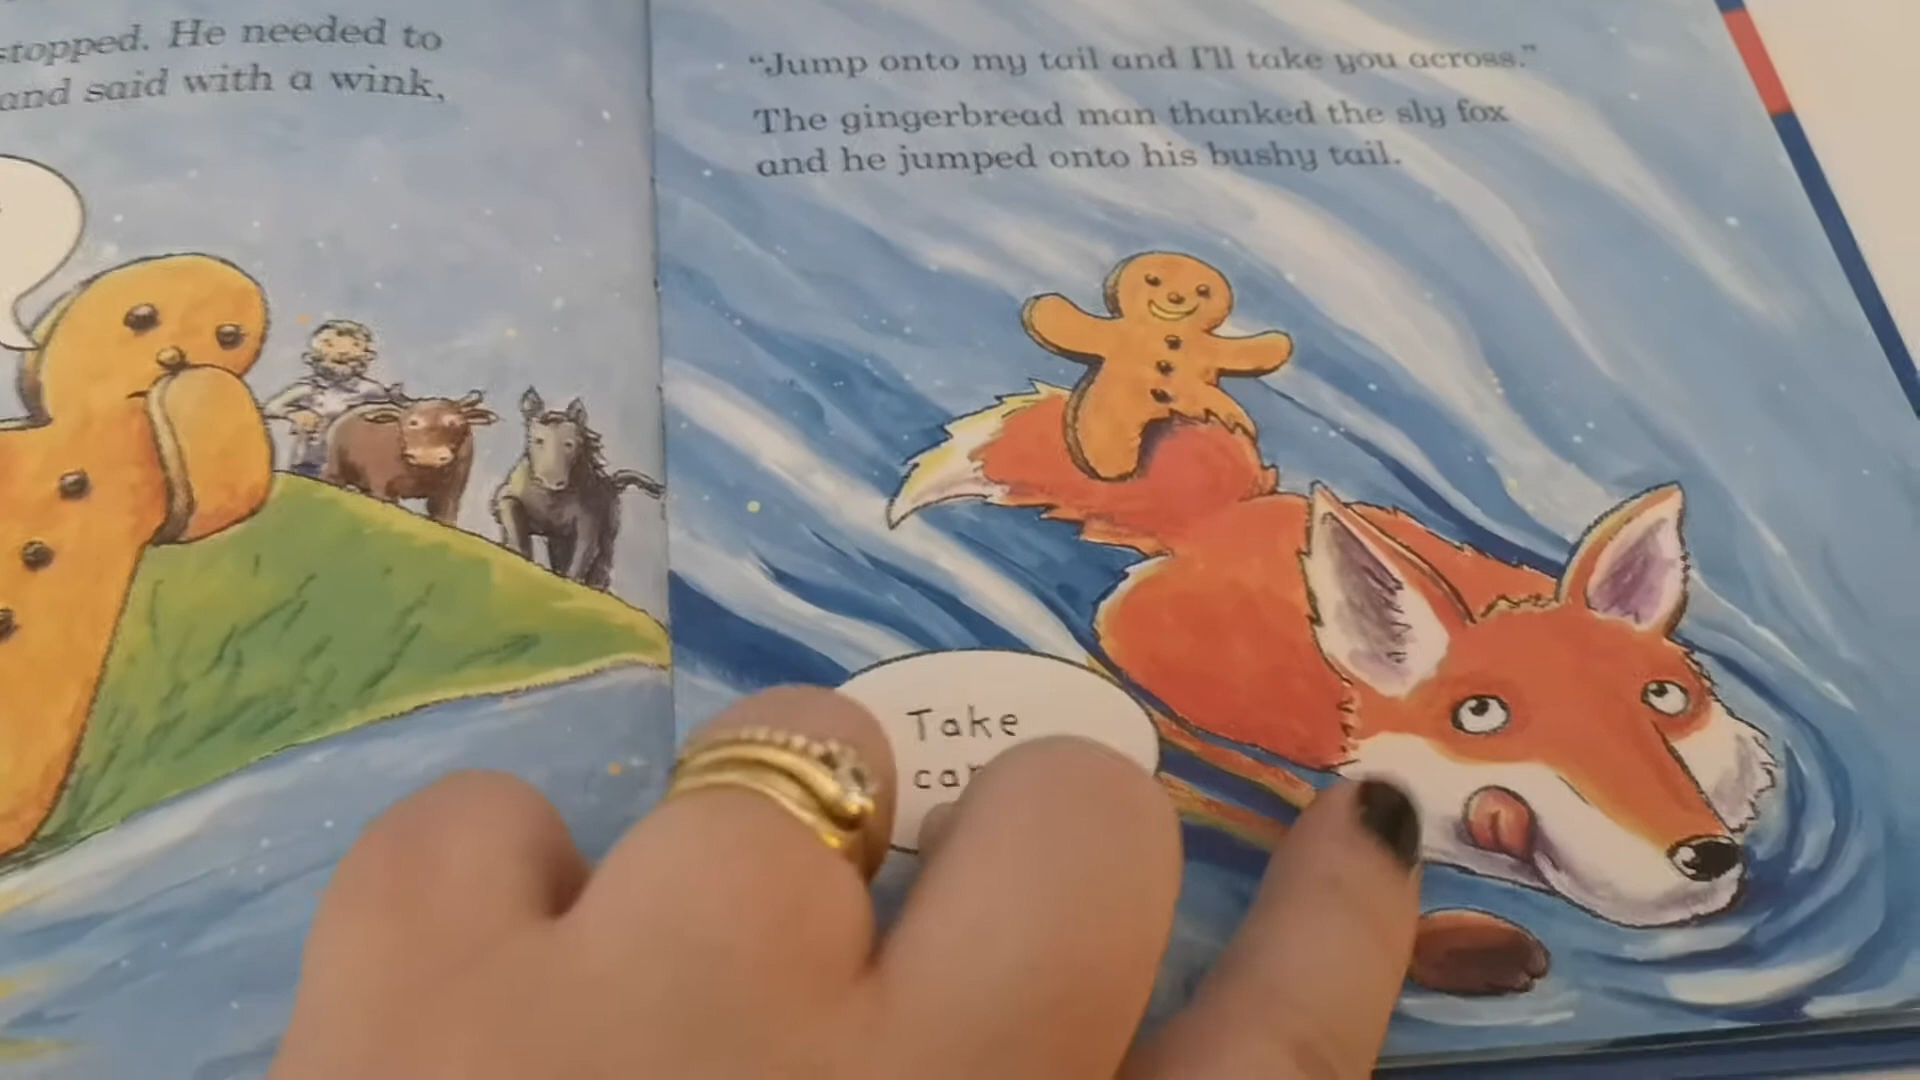 stopped. He needed to
and said with a wink,
"Jump onto my tail and I'll take you across."
The gingerbread man thanked the sly fox
and he jumped onto his bushy tail.
Take